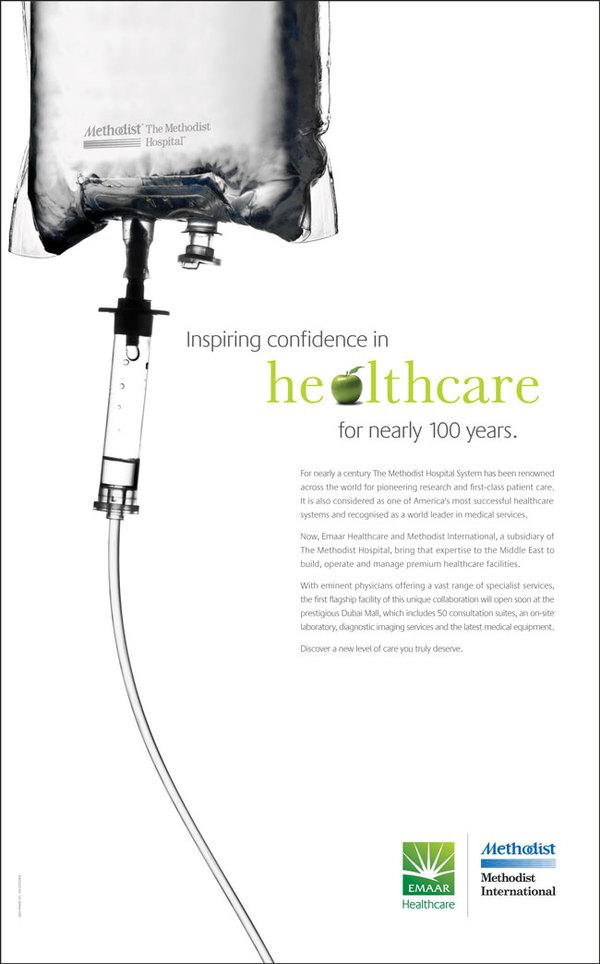 Methodist The Methodist
Hospital
Inspiring confidence in
healthcare
for nearly 100 years.
For nearly a century The Methodist Hospital System has been renowned
across the world for pioneering research and first-class patient care.
It is also considered as one of America's most successful healthcare
systems and recognised as a world leader in medical services.
Now, Emaar Healthcare and Methodist International, a subsidiary of
The Methodist Hospital, bring that expertise to the Middle East to
build, operate and manage premium healthcare facilities.
With eminent physicians offering a vast range of specialist services,
the first flagship facility of this unique collaboration will open soon at the
prestigious Dubai Mall, which includes 50 consultation suites, an on-site
laboratory, diagnostic imaging services and the latest medical equipment.
Discover a new level of care you truly deserve.
EMAAR
Healthcare
Methodist
Methodist
International